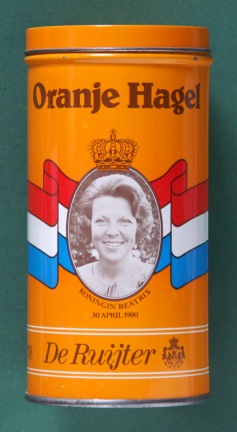 Oranje Hagel
KONINGIN BEATRIX
30 APRIL 1980
De Ruijter